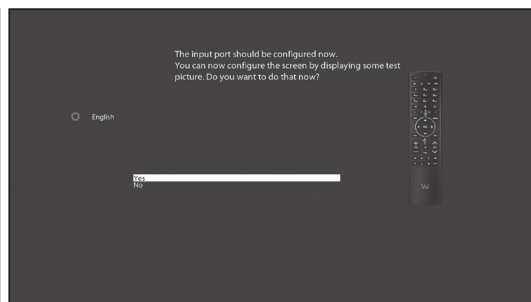 The input port should be configured now.
You can now configure the screen by displaying some test
picture. Do you want to do that now?
English
Yes
No